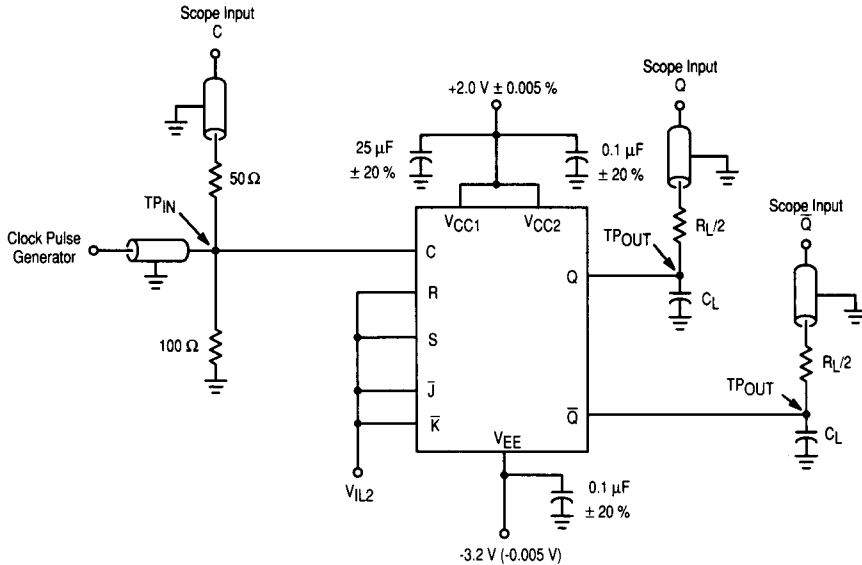 Scope Input
C
+2.0 V ± 0.005 %
Scope Input
Q
25 µF
± 20 %
0.1 µF
± 20 %
50 Ω
TPIN
VCC1
VCC2
RL/2
Scope Input
Q̅
Clock Pulse
Generator
C
TPOUT
Q
CL
R
100 Ω
S
RL/2
J̅
TPOUT
K̅
Q̅
CL
VEE
VIL2
0.1 µF
± 20 %
-3.2 V (-0.005 V)